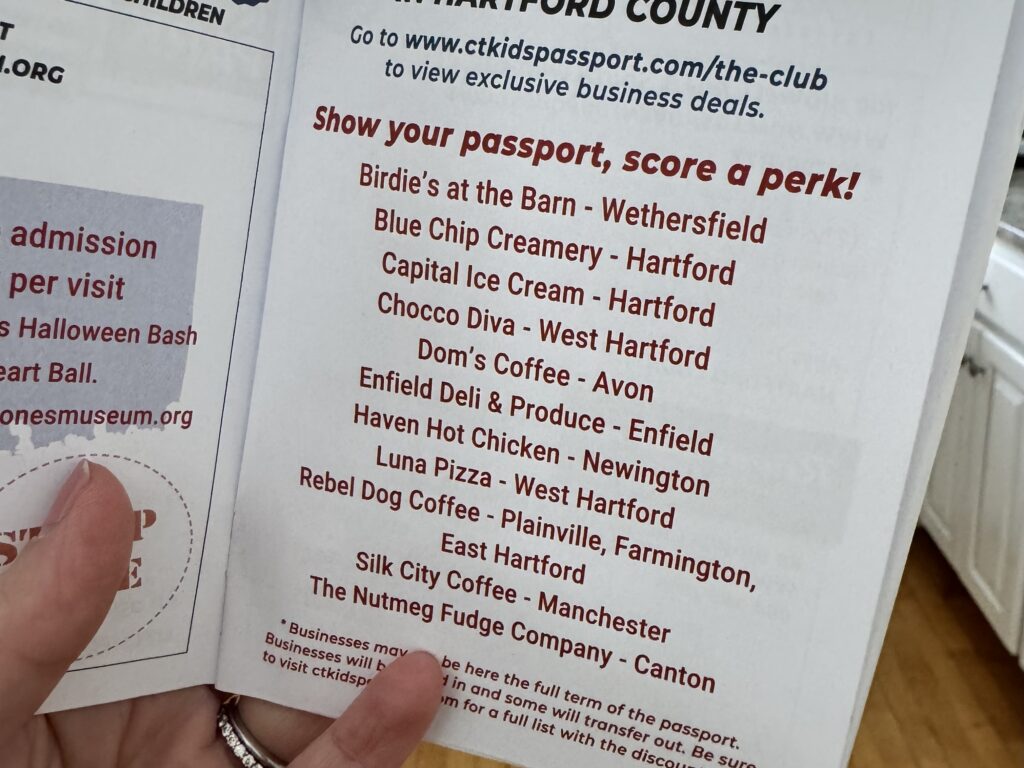 CHILDREN
T
.ORG
admission
per visit
s Halloween Bash
eart Ball.
onesmuseum.org
HARTFORD COUNTY
Go to www.ctkidspassport.com/the-club
to view exclusive business deals.
Show your passport, score a perk!
Birdie's at the Barn - Wethersfield
Blue Chip Creamery - Hartford
Capital Ice Cream - Hartford
Chocco Diva - West Hartford
Dom's Coffee - Avon
Enfield Deli & Produce - Enfield
Haven Hot Chicken - Newington
Luna Pizza - West Hartford
Rebel Dog Coffee - Plainville, Farmington,
East Hartford
Silk City Coffee - Manchester
The Nutmeg Fudge Company - Canton
* Businesses may be here the full term of the passport.
Businesses will in and some will transfer out. Be sure
to visit ctkidsp om for a full list with the discou